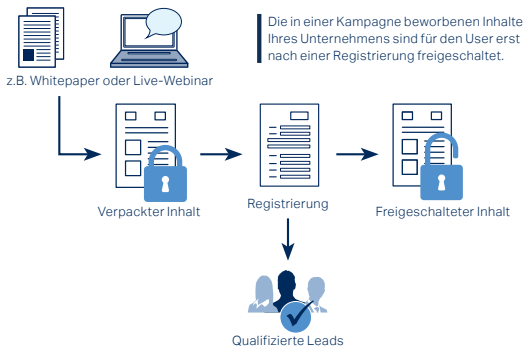 Die in einer Kampagne beworbenen Inhalte
Ihres Unternehmens sind für den User erst
nach einer Registrierung freigeschaltet.
z.B. Whitepaper oder Live-Webinar
Verpackter Inhalt
Registrierung
Freigeschalteter Inhalt
Qualifizierte Leads